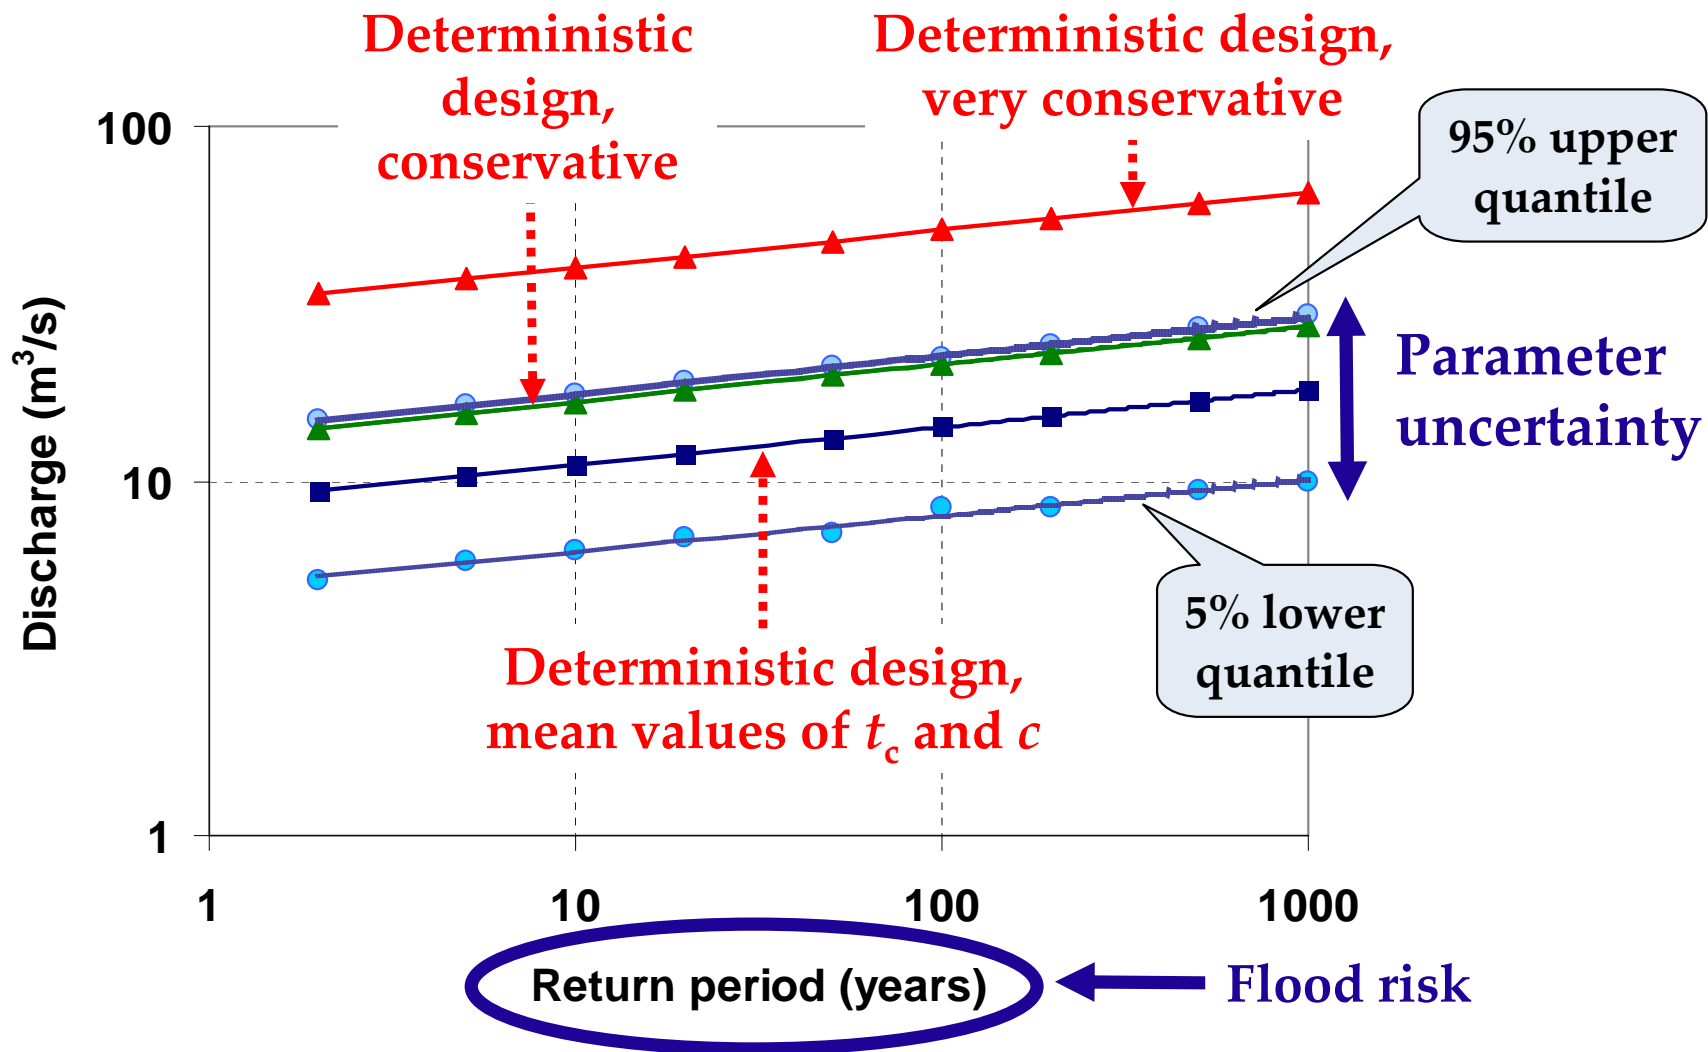 Deterministic
design,
conservative
Deterministic design,
very conservative
95% upper
quantile
100
10
1
Discharge (m³/s)
Parameter
uncertainty
5% lower
quantile
Deterministic design,
mean values of t_c and c
1 10 100 1000
Return period (years)
Flood risk